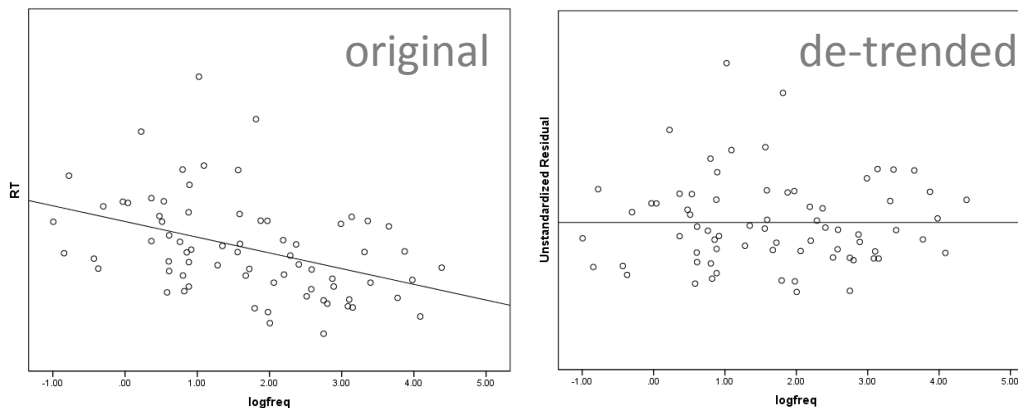 original
RT
-1.00 .00 1.00 2.00 3.00 4.00 5.00
logfreq
de-trended
Unstandardized Residual
-1.00 .00 1.00 2.00 3.00 4.00 5.00
logfreq